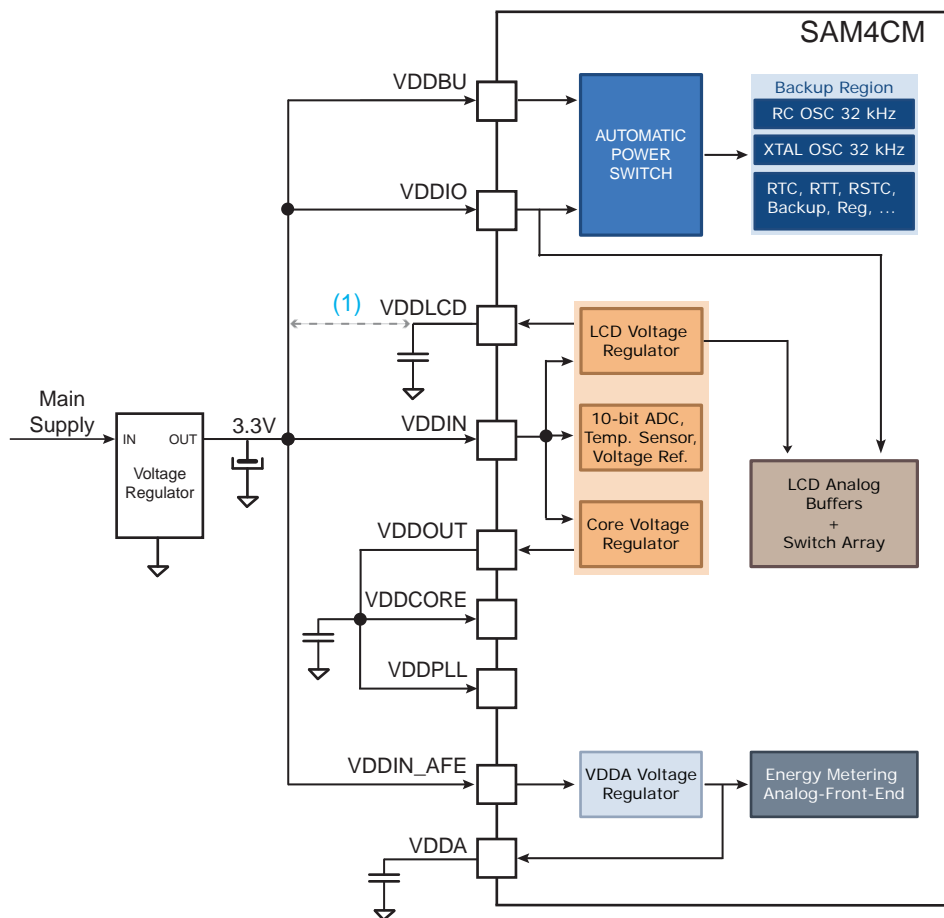 SAM4CM
VDDBU
Backup Region
RC OSC 32 kHz
AUTOMATIC
POWER
SWITCH
XTAL OSC 32 kHz
VDDIO
RTC, RTT, RSTC,
Backup, Reg, ...
(1)
VDDLCD
LCD Voltage
Regulator
Main
Supply
3.3V
VDDIN
10-bit ADC,
Temp. Sensor,
Voltage Ref.
IN
OUT
Voltage
Regulator
LCD Analog
Buffers
+
Switch Array
VDDOUT
Core Voltage
Regulator
VDDCORE
VDDPLL
VDDIN_AFE
VDDA Voltage
Regulator
Energy Metering
Analog-Front-End
VDDA